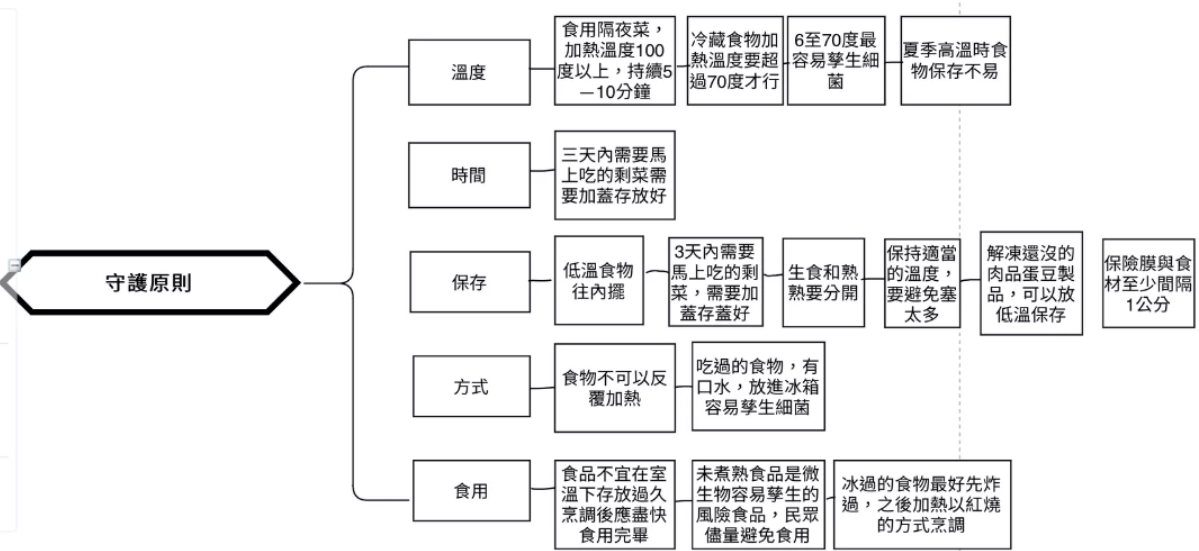 守護原則
溫度
食用隔夜菜，
加熱溫度100
度以上，持續5
－10分鐘
冷藏食物加
熱溫度要超
過70度才行
6至70度最
容易孳生細
菌
夏季高溫時食
物保存不易
時間
三天內需要馬
上吃的剩菜需
要加蓋存放好
保存
低溫食物
往內擺
3天內需要
馬上吃的剩
菜，需要加
蓋存蓋好
生食和熟
熟要分開
保持適當
的溫度，
要避免塞
太多
解凍還沒的
肉品蛋豆製
品，可以放
低溫保存
保險膜與食
材至少間隔
1公分
方式
食物不可以反
覆加熱
吃過的食物，有
口水，放進冰箱
容易孳生細菌
食用
食品不宜在室
溫下存放過久
烹調後應盡快
食用完畢
未煮熟食品是微
生物容易孳生的
風險食品，民眾
儘量避免食用
冰過的食物最好先炸
過，之後加熱以紅燒
的方式烹調